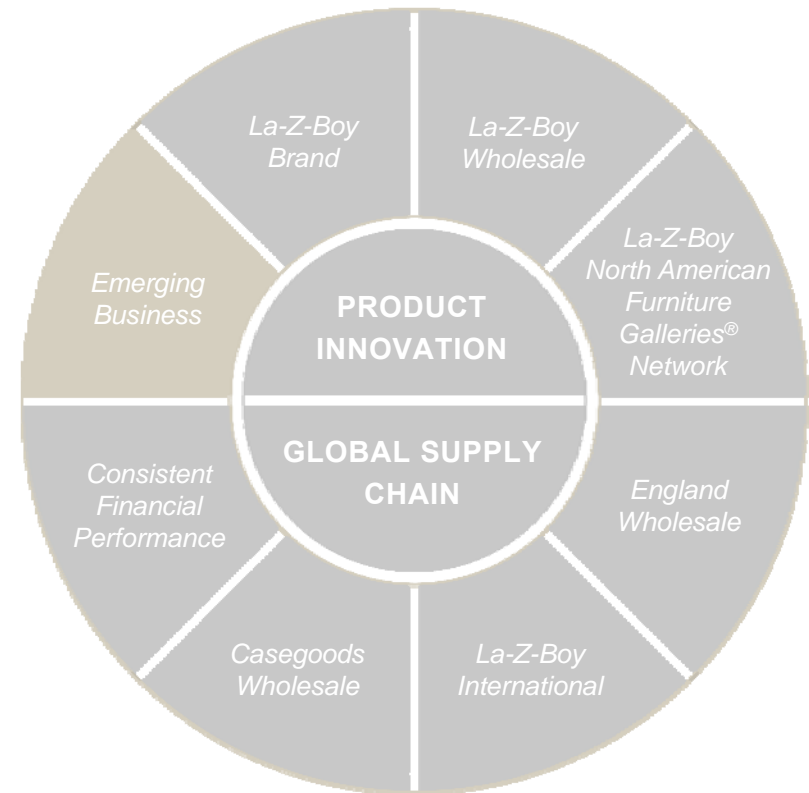 La-Z-Boy
Brand
La-Z-Boy
Wholesale
La-Z-Boy
North American
Furniture
Galleries®
Network
Emerging
Business
PRODUCT
INNOVATION
GLOBAL SUPPLY
CHAIN
Consistent
Financial
Performance
England
Wholesale
Casegoods
Wholesale
La-Z-Boy
International